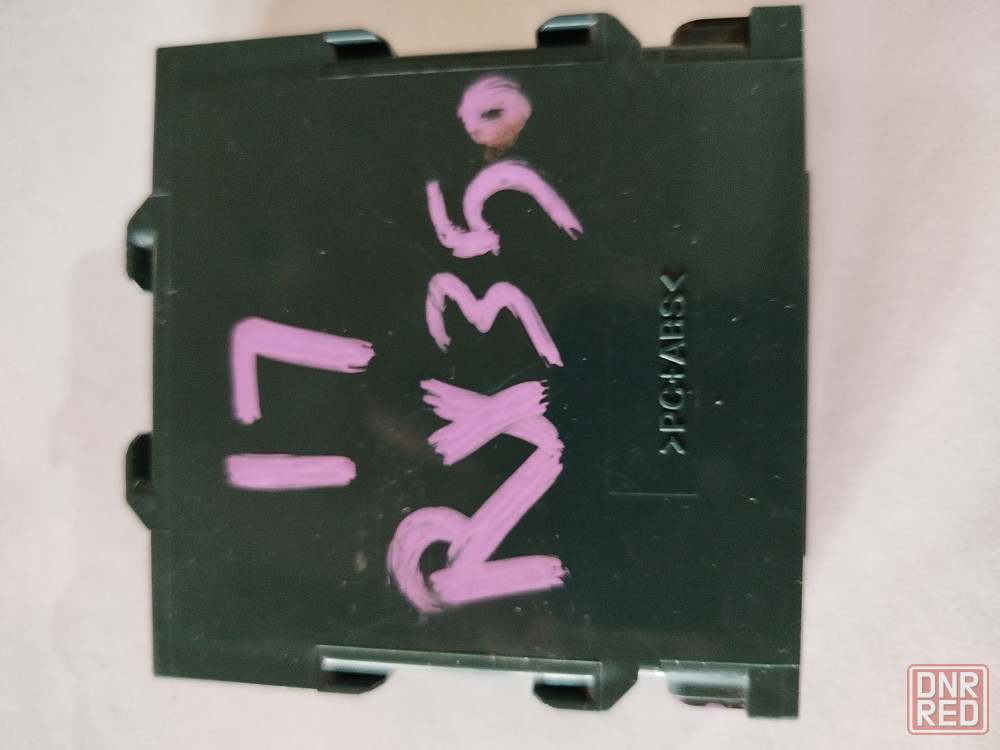 17
RX350
>PC+ABS<
DNR
RED